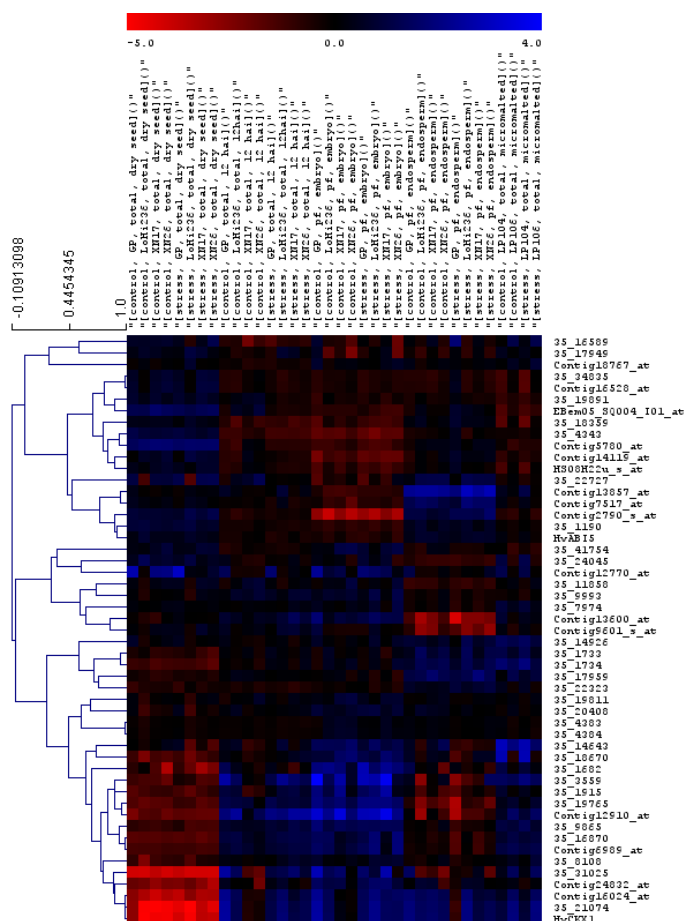 -5.0 0.0 4.0
-0.10913098
0.4454345
1.0
"[control, GP, total, dry seed]()"
"[control, LoHi236, total, dry seed]()"
"[control, XN17, total, dry seed]()"
"[control, XN26, total, dry seed]()"
"[stress, GP, total, dry seed]()"
"[stress, LoHi236, total, dry seed]()"
"[stress, XN17, total, dry seed]()"
"[stress, XN26, total, dry seed]()"
"[control, GP, total, 12 hai]()"
"[control, LoHi236, total, 12hai]()"
"[control, XN17, total, 12 hai]()"
"[control, XN26, total, 12 hai]()"
"[stress, GP, total, 12 hai]()"
"[stress, LoHi236, total, 12hai]()"
"[stress, XN17, total, 12 hai]()"
"[stress, XN26, total, 12 hai]()"
"[control, GP, pf, embryo]()"
"[control, LoHi236, pf, embryo]()"
"[control, XN17, pf, embryo]()"
"[control, XN26, pf, embryo]()"
"[stress, GP, pf, embryo]()"
"[stress, LoHi236, pf, embryo]()"
"[stress, XN17, pf, embryo]()"
"[stress, XN26, pf, embryo]()"
"[control, GP, pf, endosperm]()"
"[control, LoHi236, pf, endosperm]()"
"[control, XN17, pf, endosperm]()"
"[control, XN26, pf, endosperm]()"
"[stress, GP, pf, endosperm]()"
"[stress, LoHi236, pf, endosperm]()"
"[stress, XN17, pf, endosperm]()"
"[stress, XN26, pf, endosperm]()"
"[control, LP104, total, micromalted]()"
"[control, LP106, total, micromalted]()"
"[stress, LP104, total, micromalted]()"
"[stress, LP106, total, micromalted]()"
35_16589
35_17949
Contig18767_at
35_34835
Contig16528_at
35_19891
EBem05_SQ004_I01_at
35_18359
35_4343
Contig5780_at
Contig14119_at
HS08H22u_s_at
35_22727
Contig13857_at
Contig7517_at
Contig2790_s_at
35_1190
HvABI5
35_41754
35_24045
Contig12770_at
35_11858
35_9993
35_7974
Contig13600_at
Contig9601_s_at
35_14926
35_1733
35_1734
35_17959
35_22323
35_19811
35_20408
35_4383
35_4384
35_14643
35_18670
35_1682
35_3559
35_1915
35_19765
Contig12910_at
35_9865
35_16870
Contig6989_at
35_8108
35_31025
Contig24832_at
Contig16024_at
35_21074
HvCKX1